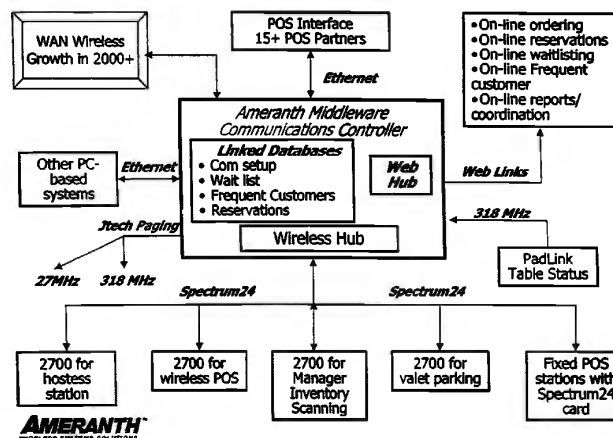 WAN Wireless
Growth in 2000+
POS Interface
15+ POS Partners
•On-line ordering
•On-line reservations
•On-line waitlisting
•On-line Frequent
customer
•On-line reports/
coordination
Ethernet
Ameranth Middleware
Communications Controller
Linked Databases
• Com setup
• Wait list
• Frequent Customers
• Reservations
Web
Hub
Wireless Hub
Other PC-
based
systems
Ethernet
Web Links
Jtech Paging
27MHz
318 MHz
318 MHz
PadLink
Table Status
Spectrum24
Spectrum24
2700 for
hostess
station
2700 for
wireless POS
2700 for
Manager
Inventory
Scanning
2700 for
valet parking
Fixed POS
stations with
Spectrum24
card
AMERANTH™
WIRELESS SYSTEMS SOLUTIONS